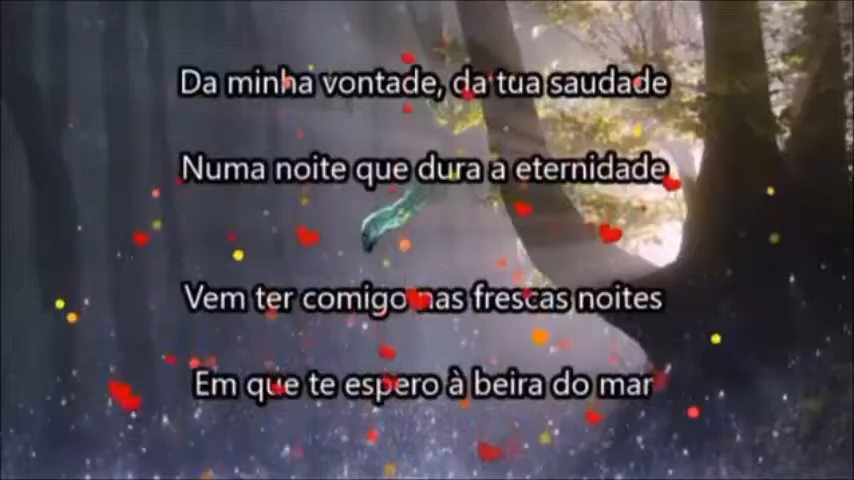 Da minha vontade, da tua saudade
Numa noite que dura a eternidade
Vem ter comigo nas frescas noites
Em que te espero à beira do mar